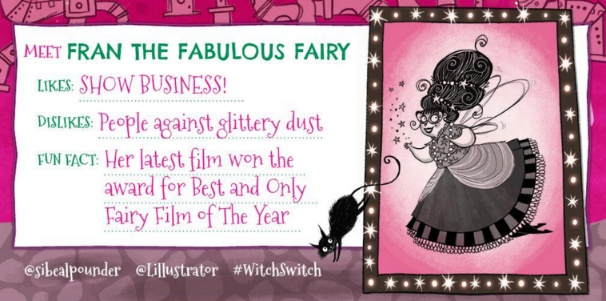 MEET FRAN THE FABULOUS FAIRY
LIKES: SHOW BUSINESS!
DISLIKES: People against glittery dust
FUN FACT: Her latest film won the
award for Best and Only
Fairy Film of The Year
@sibealpounder @Lillustrator #WitchSwitch